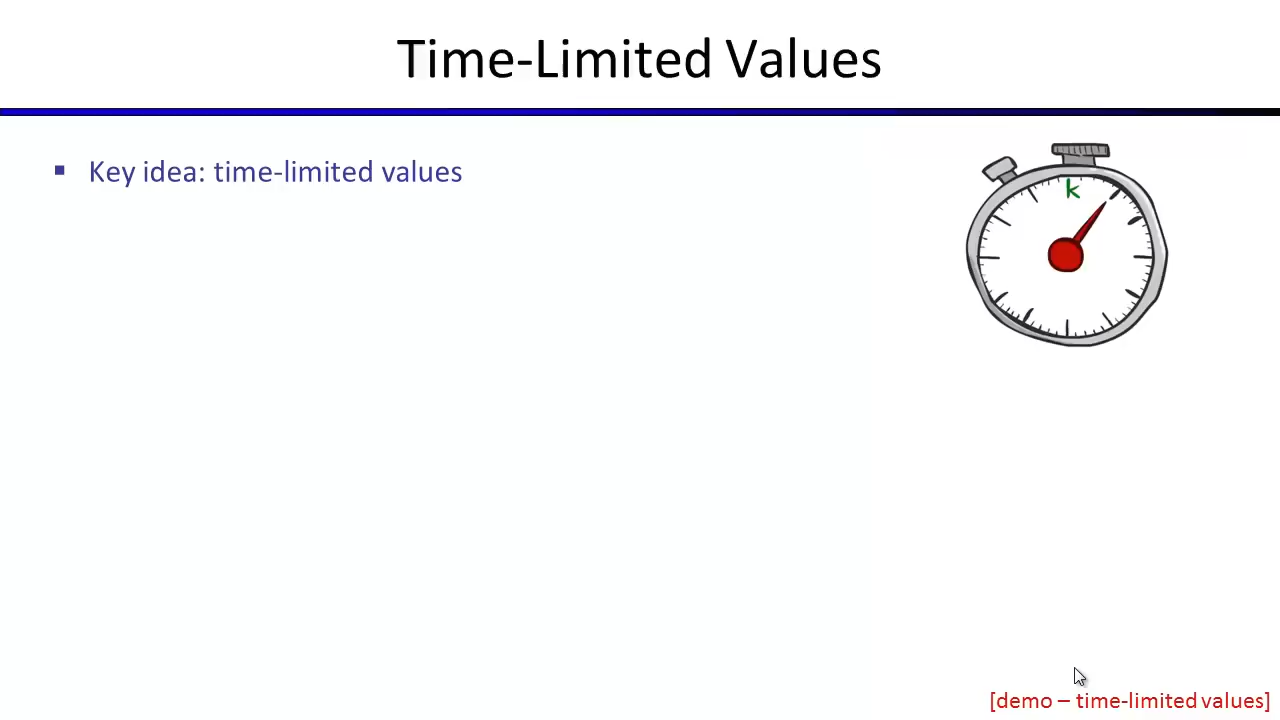 Time-Limited Values
▪ Key idea: time-limited values
k
[demo – time-limited values]